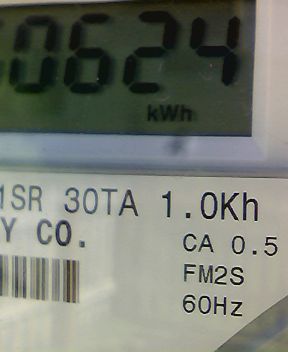 0624
kWh
1SR 30TA 1.0Kh
Y CO.
CA 0.5
FM2S
60Hz